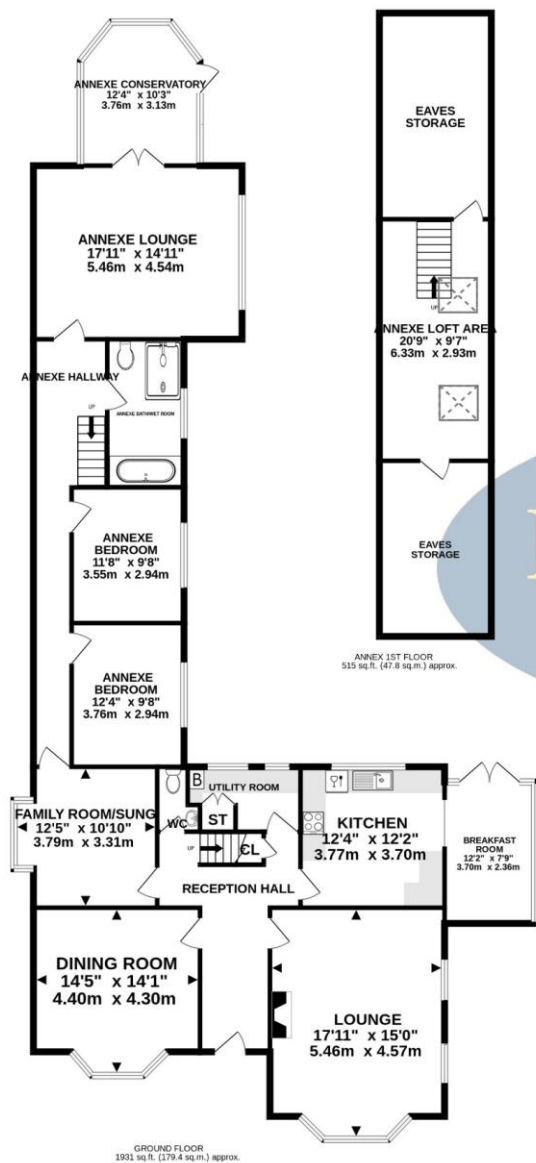 ANNEXE CONSERVATORY
12'4" x 10'3"
3.76m x 3.13m
ANNEXE LOUNGE
17'11" x 14'11"
5.46m x 4.54m
ANNEXE HALLWAY
UP
ANNEXE BATH/WET ROOM
ANNEXE
BEDROOM
11'8" x 9'8"
3.55m x 2.94m
ANNEXE
BEDROOM
12'4" x 9'8"
3.76m x 2.94m
FAMILY ROOM/SUNG
12'5" x 10'10"
3.79m x 3.31m
WC
B
UTILITY ROOM
ST
UP
CL
KITCHEN
12'4" x 12'2"
3.77m x 3.70m
BREAKFAST
ROOM
12'2" x 7'9"
3.70m x 2.36m
RECEPTION HALL
DINING ROOM
14'5" x 14'1"
4.40m x 4.30m
LOUNGE
17'11" x 15'0"
5.46m x 4.57m
GROUND FLOOR
1931 sq.ft. (179.4 sq.m.) approx.
EAVES
STORAGE
UP
ANNEXE LOFT AREA
20'9" x 9'7"
6.33m x 2.93m
EAVES
STORAGE
ANNEX 1ST FLOOR
515 sq.ft. (47.8 sq.m.) approx.